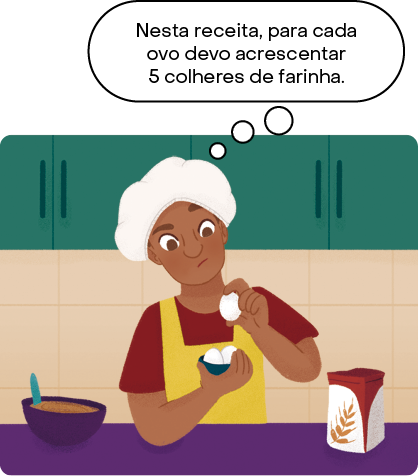 Nesta receita, para cada
ovo devo acrescentar
5 colheres de farinha.